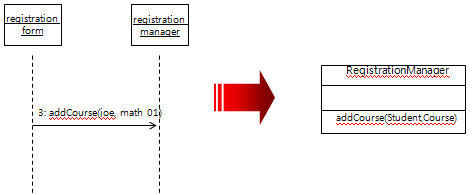 registration
form
registration
manager
3: addCourse(joe, math 01)
RegistrationManager
addCourse(Student,Course)